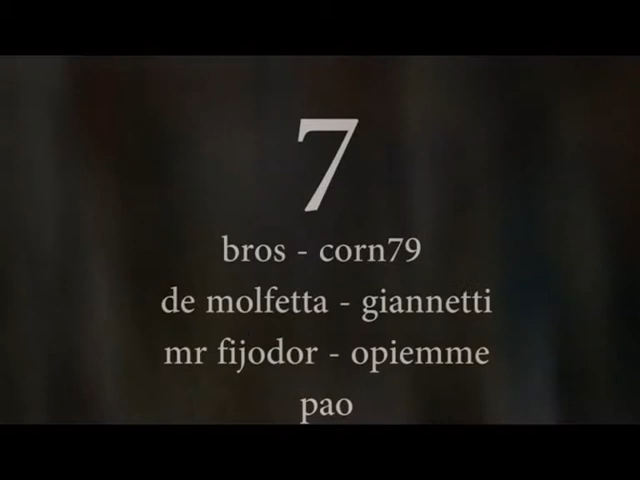 7
bros - corn79
de molfetta - giannetti
mr fijodor - opiemme
pao